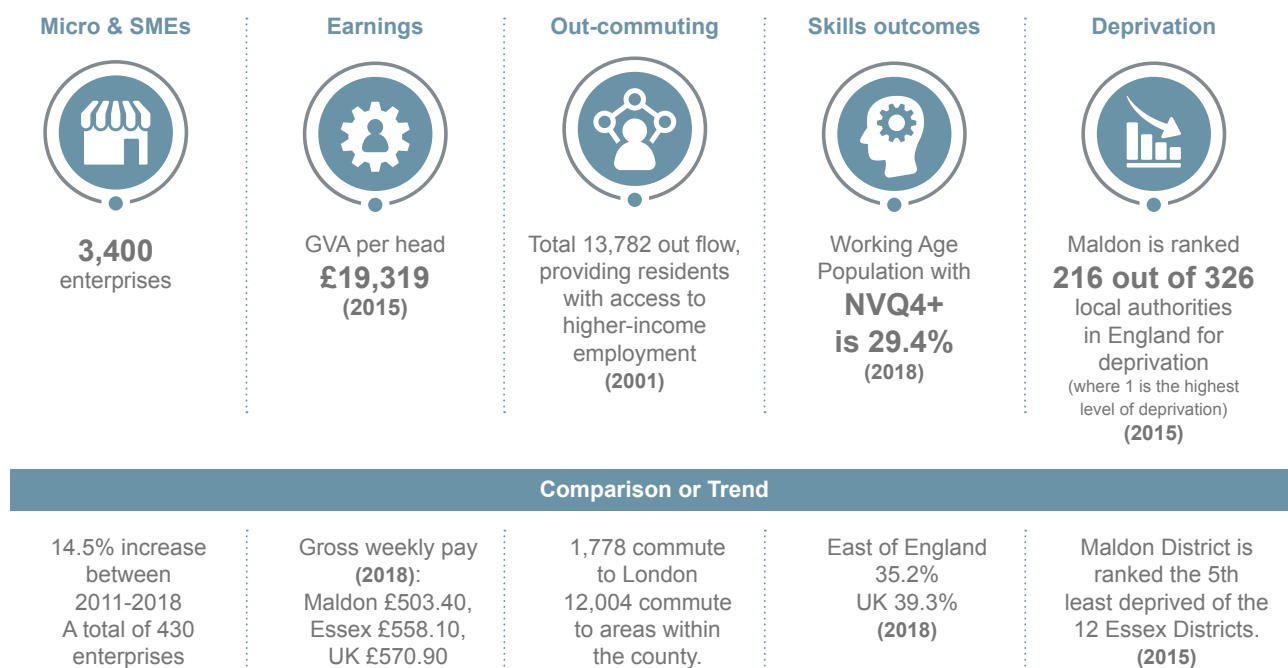 Micro & SMEs
3,400
enterprises
Earnings
GVA per head
£19,319
(2015)
Out-commuting
Total 13,782 out flow,
providing residents
with access to
higher-income
employment
(2001)
Skills outcomes
Working Age
Population with
NVQ4+
is 29.4%
(2018)
Deprivation
Maldon is ranked
216 out of 326
local authorities
in England for
deprivation
(where 1 is the highest
level of deprivation)
(2015)
Comparison or Trend
14.5% increase
between
2011-2018
A total of 430
enterprises
Gross weekly pay
(2018):
Maldon £503.40,
Essex £558.10,
UK £570.90
1,778 commute
to London
12,004 commute
to areas within
the county.
East of England
35.2%
UK 39.3%
(2018)
Maldon District is
ranked the 5th
least deprived of the
12 Essex Districts.
(2015)